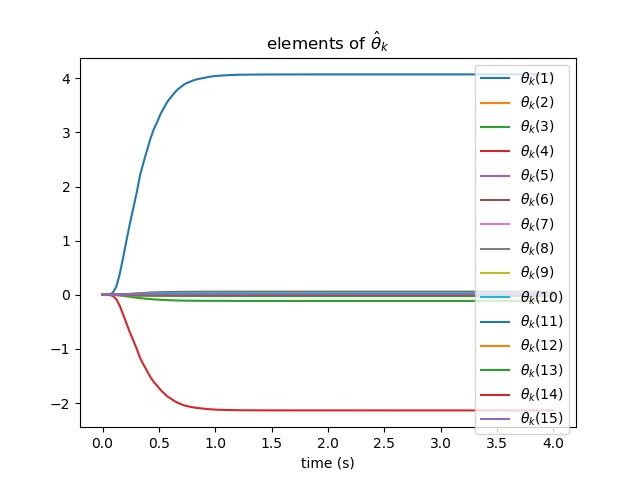 elements of θ̂ₖ
4
3
2
1
0
−1
−2
0.0 0.5 1.0 1.5 2.0 2.5 3.0 3.5 4.0
time (s)
θₖ(1)
θₖ(2)
θₖ(3)
θₖ(4)
θₖ(5)
θₖ(6)
θₖ(7)
θₖ(8)
θₖ(9)
θₖ(10)
θₖ(11)
θₖ(12)
θₖ(13)
θₖ(14)
θₖ(15)